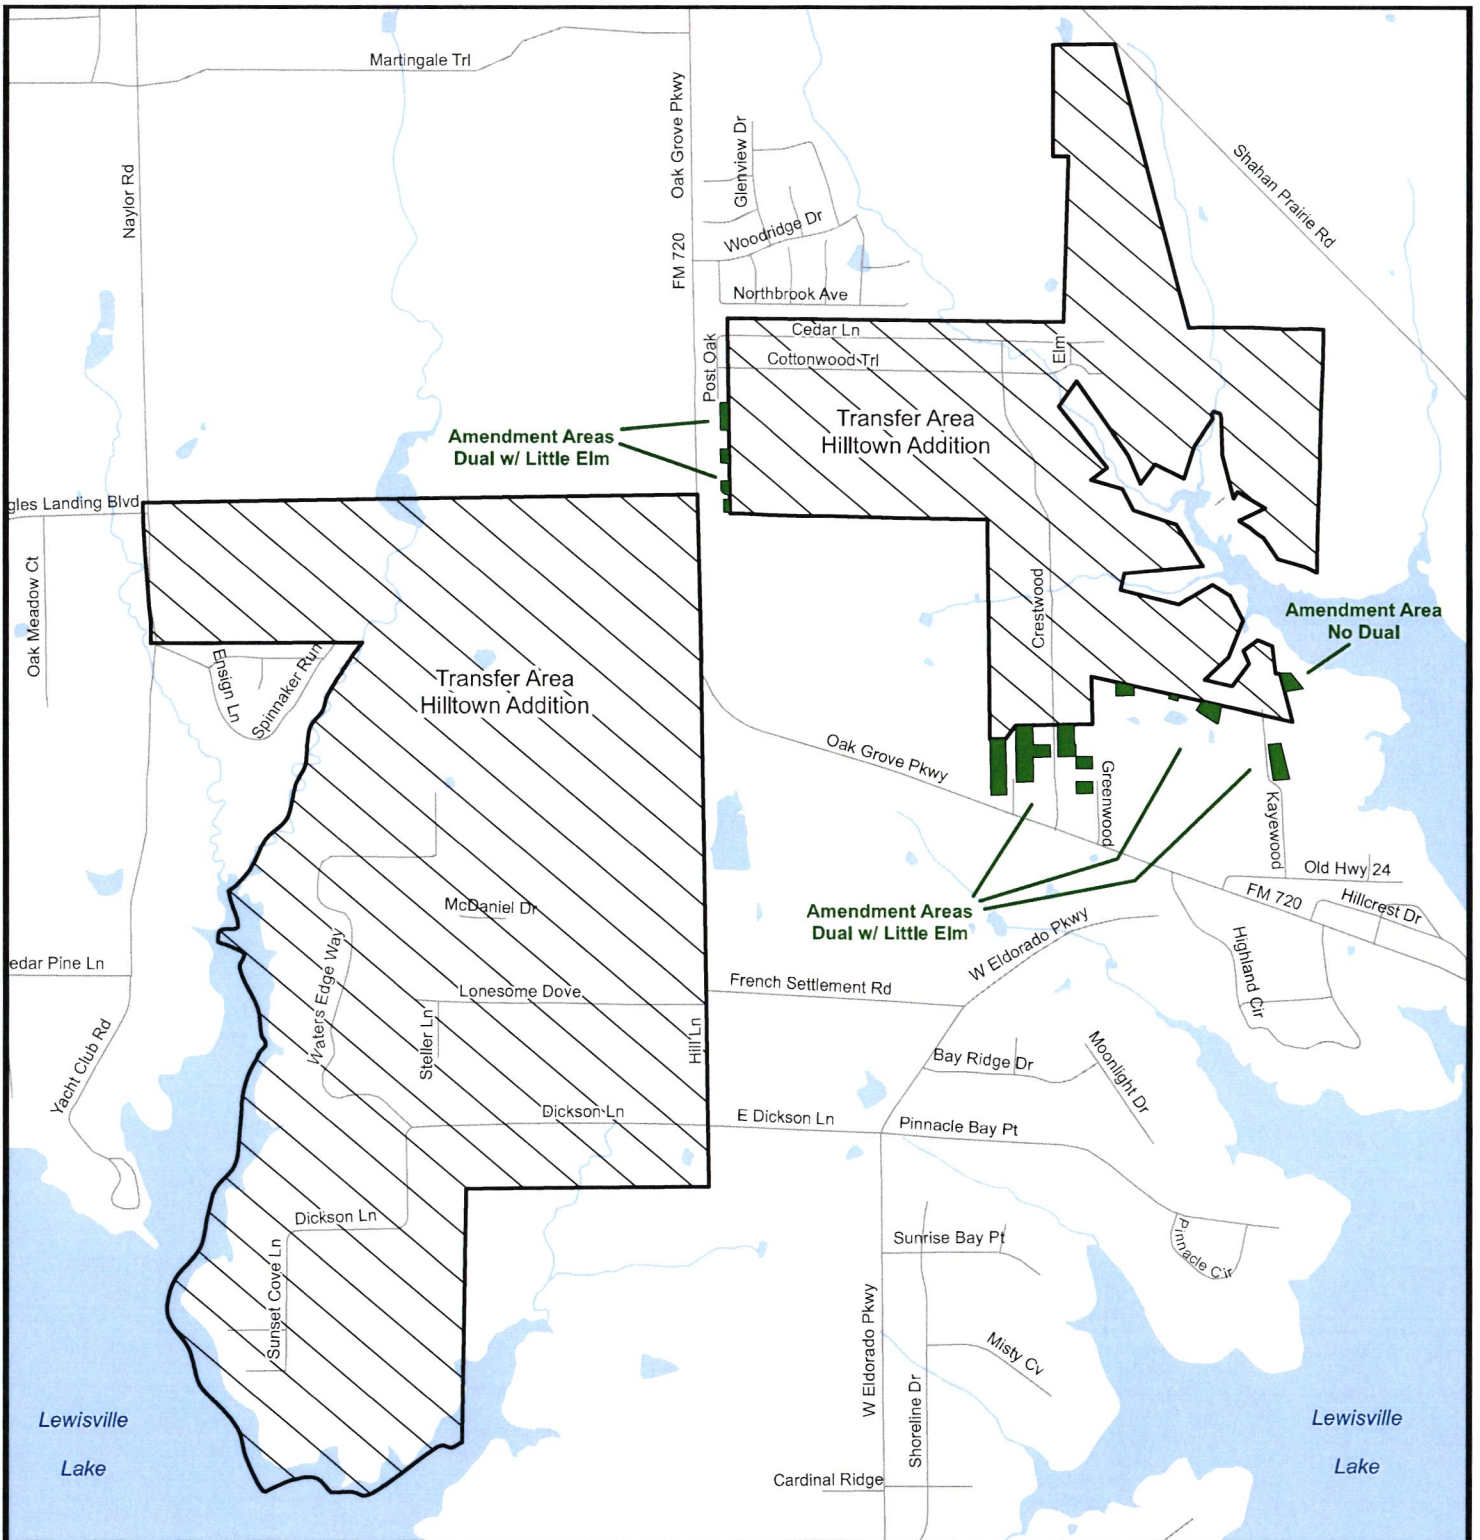 Martingale Trl
Oak Grove Pkwy
Glenview Dr
Shahan Prairie Rd
Naylor Rd
Woodridge Dr
FM 720
Northbrook Ave
Cedar Ln
Elm
Post Oak
Cottonwood Trl
Transfer Area
Hilltown Addition
Amendment Areas
Dual w/ Little Elm
gles Landing Blvd
Oak Meadow Ct
Crestwood
Amendment Area
No Dual
Ensign Ln
Spinnaker Run
Transfer Area
Hilltown Addition
Oak Grove Pkwy
Greenwood
Kayewood
Old Hwy 24
FM 720
Hillcrest Dr
McDaniel Dr
Amendment Areas
Dual w/ Little Elm
W Eldorado Pkwy
Highland Cir
edar Pine Ln
Waters Edge Way
Lonesome Dove
French Settlement Rd
Steller Ln
Hill Ln
Yacht Club Rd
Bay Ridge Dr
Moonlight Dr
Dickson Ln
E Dickson Ln
Pinnacle Bay Pt
Dickson Ln
Sunset Cove Ln
Sunrise Bay Pt
Pinnacle Cir
W Eldorado Pkwy
Misty Cv
Shoreline Dr
Lewisville
Lake
Lewisville
Lake
Cardinal Ridge